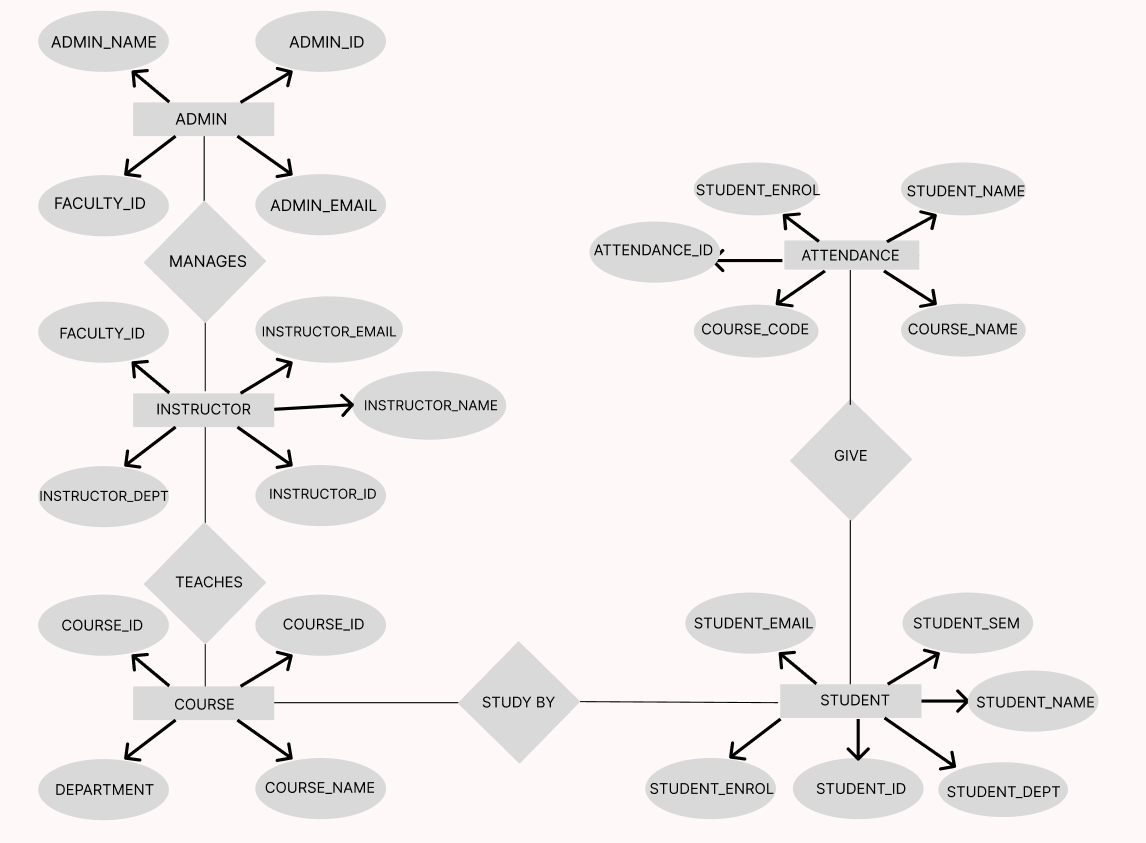 ADMIN_NAME
ADMIN_ID
ADMIN
FACULTY_ID
ADMIN_EMAIL
MANAGES
FACULTY_ID
INSTRUCTOR_EMAIL
INSTRUCTOR
INSTRUCTOR_NAME
INSTRUCTOR_DEPT
INSTRUCTOR_ID
TEACHES
COURSE_ID
COURSE_ID
COURSE
DEPARTMENT
COURSE_NAME
STUDY BY
STUDENT_ENROL
STUDENT_NAME
ATTENDANCE_ID
ATTENDANCE
COURSE_CODE
COURSE_NAME
GIVE
STUDENT_EMAIL
STUDENT_SEM
STUDENT
STUDENT_NAME
STUDENT_ENROL
STUDENT_ID
STUDENT_DEPT